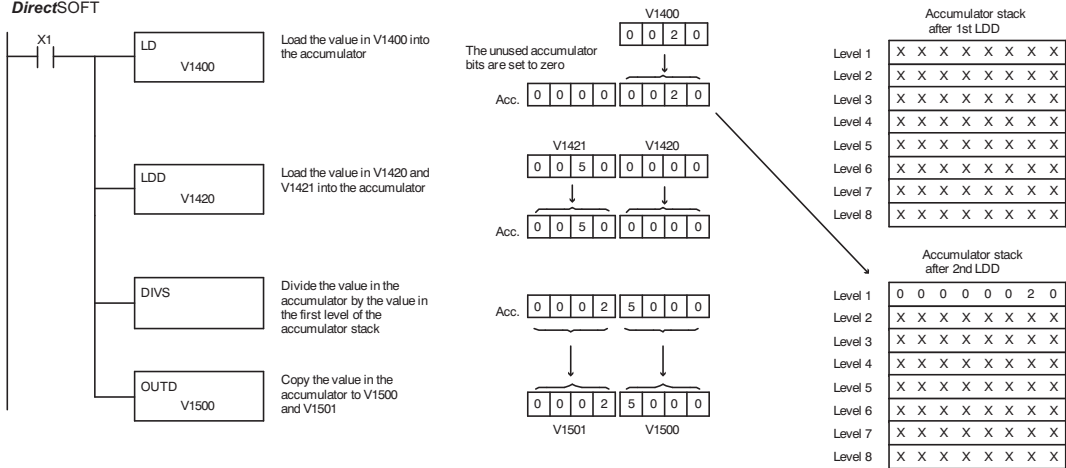 DirectSOFT
X1
LD
V1400
Load the value in V1400 into
the accumulator
LDD
V1420
Load the value in V1420 and
V1421 into the accumulator
DIVS
Divide the value in the
accumulator by the value in
the first level of the
accumulator stack
OUTD
V1500
Copy the value in the
accumulator to V1500
and V1501
V1400
0 0 2 0
The unused accumulator
bits are set to zero
Acc. 0 0 0 0 0 0 2 0
V1421 V1420
0 0 5 0 0 0 0 0
Acc. 0 0 5 0 0 0 0 0
Acc. 0 0 0 2 5 0 0 0
0 0 0 2 5 0 0 0
V1501 V1500
Accumulator stack
after 1st LDD
Level 1 X X X X X X X X
Level 2 X X X X X X X X
Level 3 X X X X X X X X
Level 4 X X X X X X X X
Level 5 X X X X X X X X
Level 6 X X X X X X X X
Level 7 X X X X X X X X
Level 8 X X X X X X X X
Accumulator stack
after 2nd LDD
Level 1 0 0 0 0 0 0 2 0
Level 2 X X X X X X X X
Level 3 X X X X X X X X
Level 4 X X X X X X X X
Level 5 X X X X X X X X
Level 6 X X X X X X X X
Level 7 X X X X X X X X
Level 8 X X X X X X X X